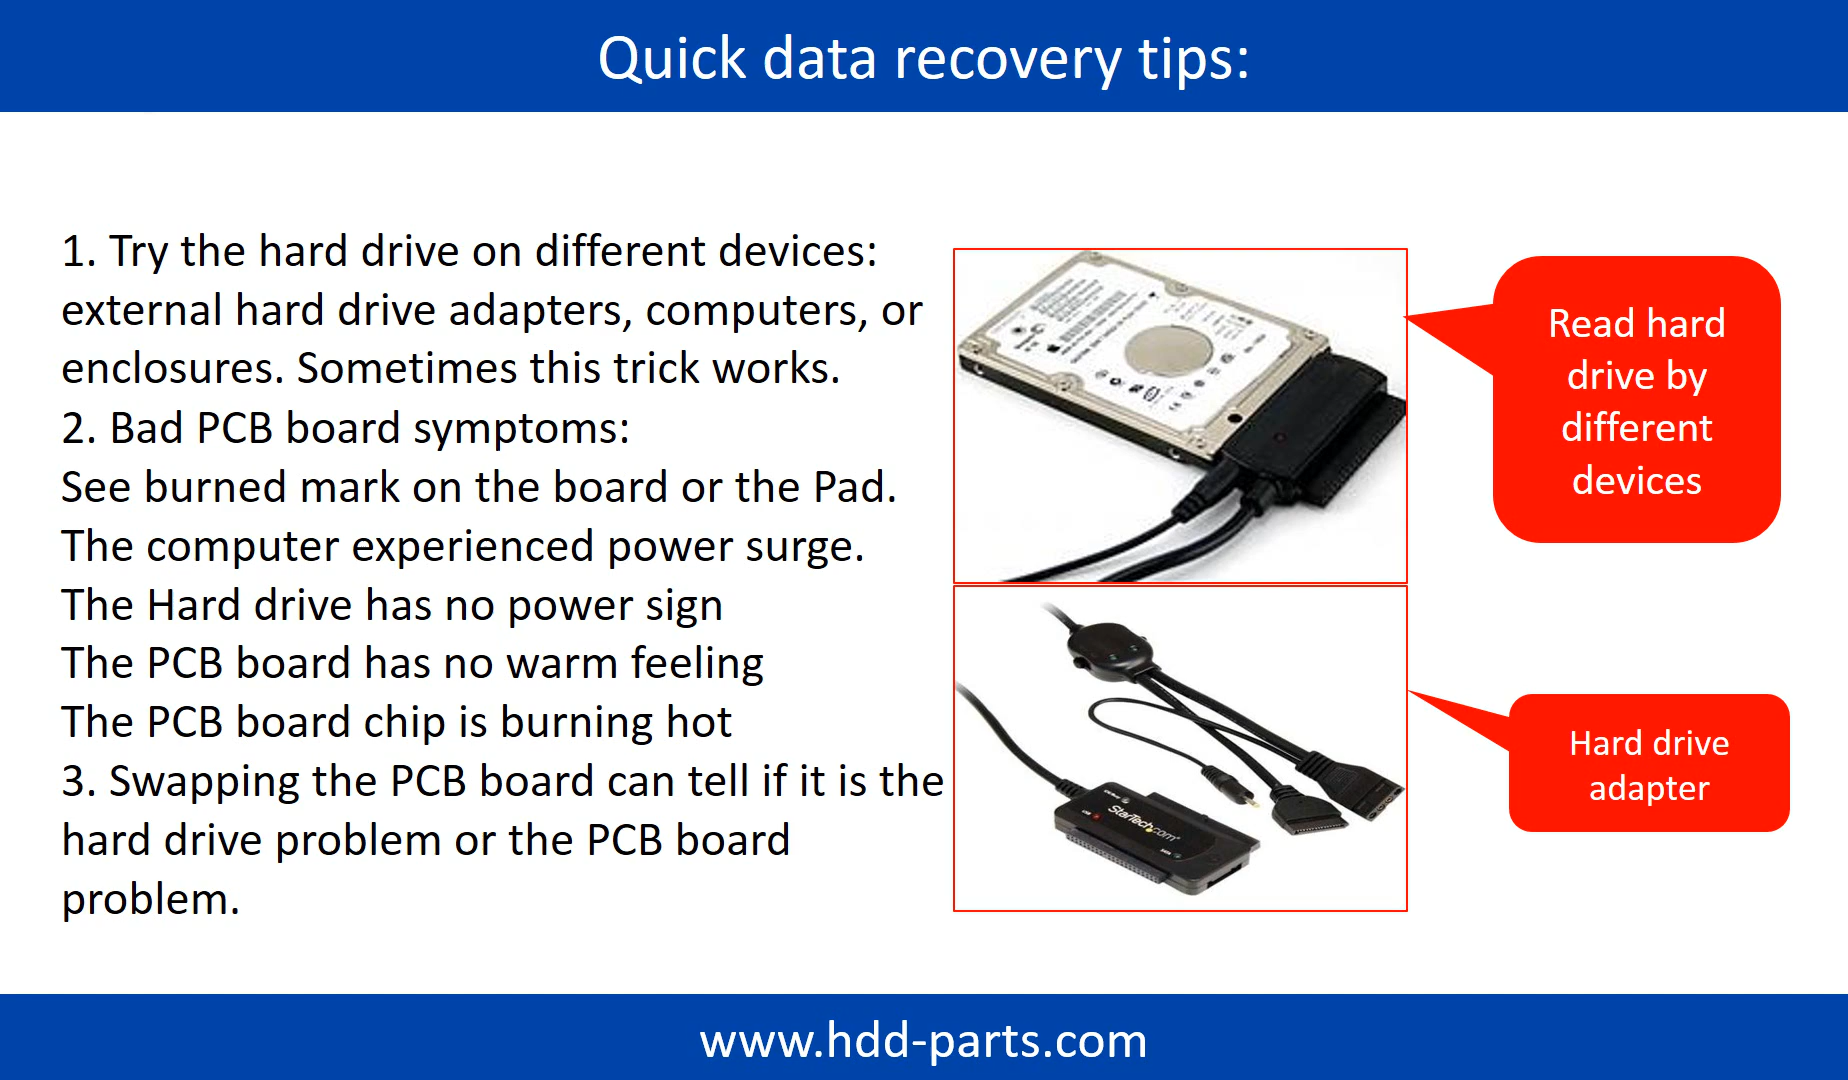 Quick data recovery tips:
1. Try the hard drive on different devices:
external hard drive adapters, computers, or
enclosures. Sometimes this trick works.
2. Bad PCB board symptoms:
See burned mark on the board or the Pad.
The computer experienced power surge.
The Hard drive has no power sign
The PCB board has no warm feeling
The PCB board chip is burning hot
3. Swapping the PCB board can tell if it is the
hard drive problem or the PCB board
problem.
Read hard
drive by
different
devices
StarTech.com
Hard drive
adapter
www.hdd-parts.com